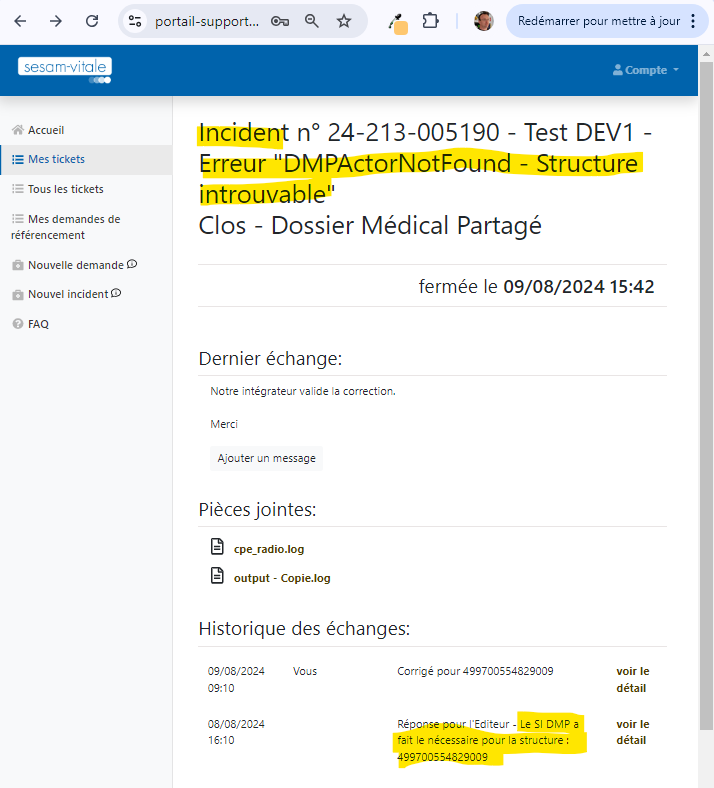 portail-support...
Redémarrer pour mettre à jour
sesam-vitale
Compte
Accueil
Mes tickets
Tous les tickets
Mes demandes de
référencement
Nouvelle demande
Nouvel incident
FAQ
Incident n° 24-213-005190 - Test DEV1 -
Erreur "DMPActorNotFound - Structure
introuvable"
Clos - Dossier Médical Partagé
fermée le 09/08/2024 15:42
Dernier échange:
Notre intégrateur valide la correction.
Merci
Ajouter un message
Pièces jointes:
cpe_radio.log
output - Copie.log
Historique des échanges:
09/08/2024 Vous Corrigé pour 499700554829009 voir le
09:10 détail
08/08/2024 Réponse pour l'Editeur - Le SI DMP a voir le
16:10 fait le nécessaire pour la structure : détail
499700554829009